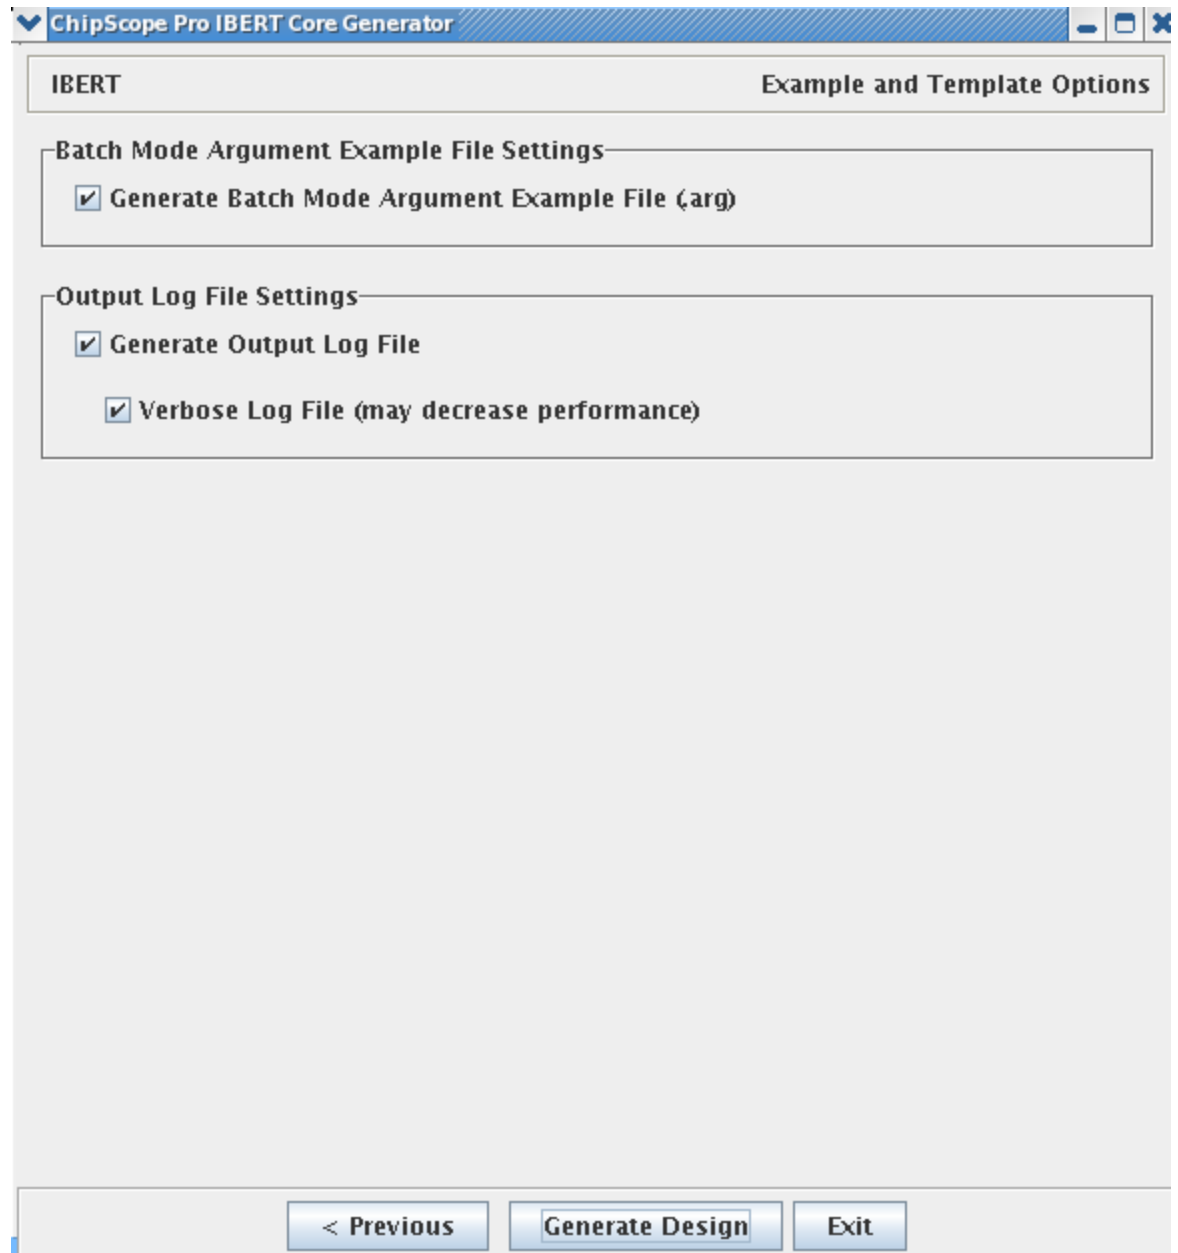 ChipScope Pro IBERT Core Generator
IBERT Example and Template Options
Batch Mode Argument Example File Settings
Generate Batch Mode Argument Example File (.arg)
Output Log File Settings
Generate Output Log File
Verbose Log File (may decrease performance)
< Previous Generate Design Exit